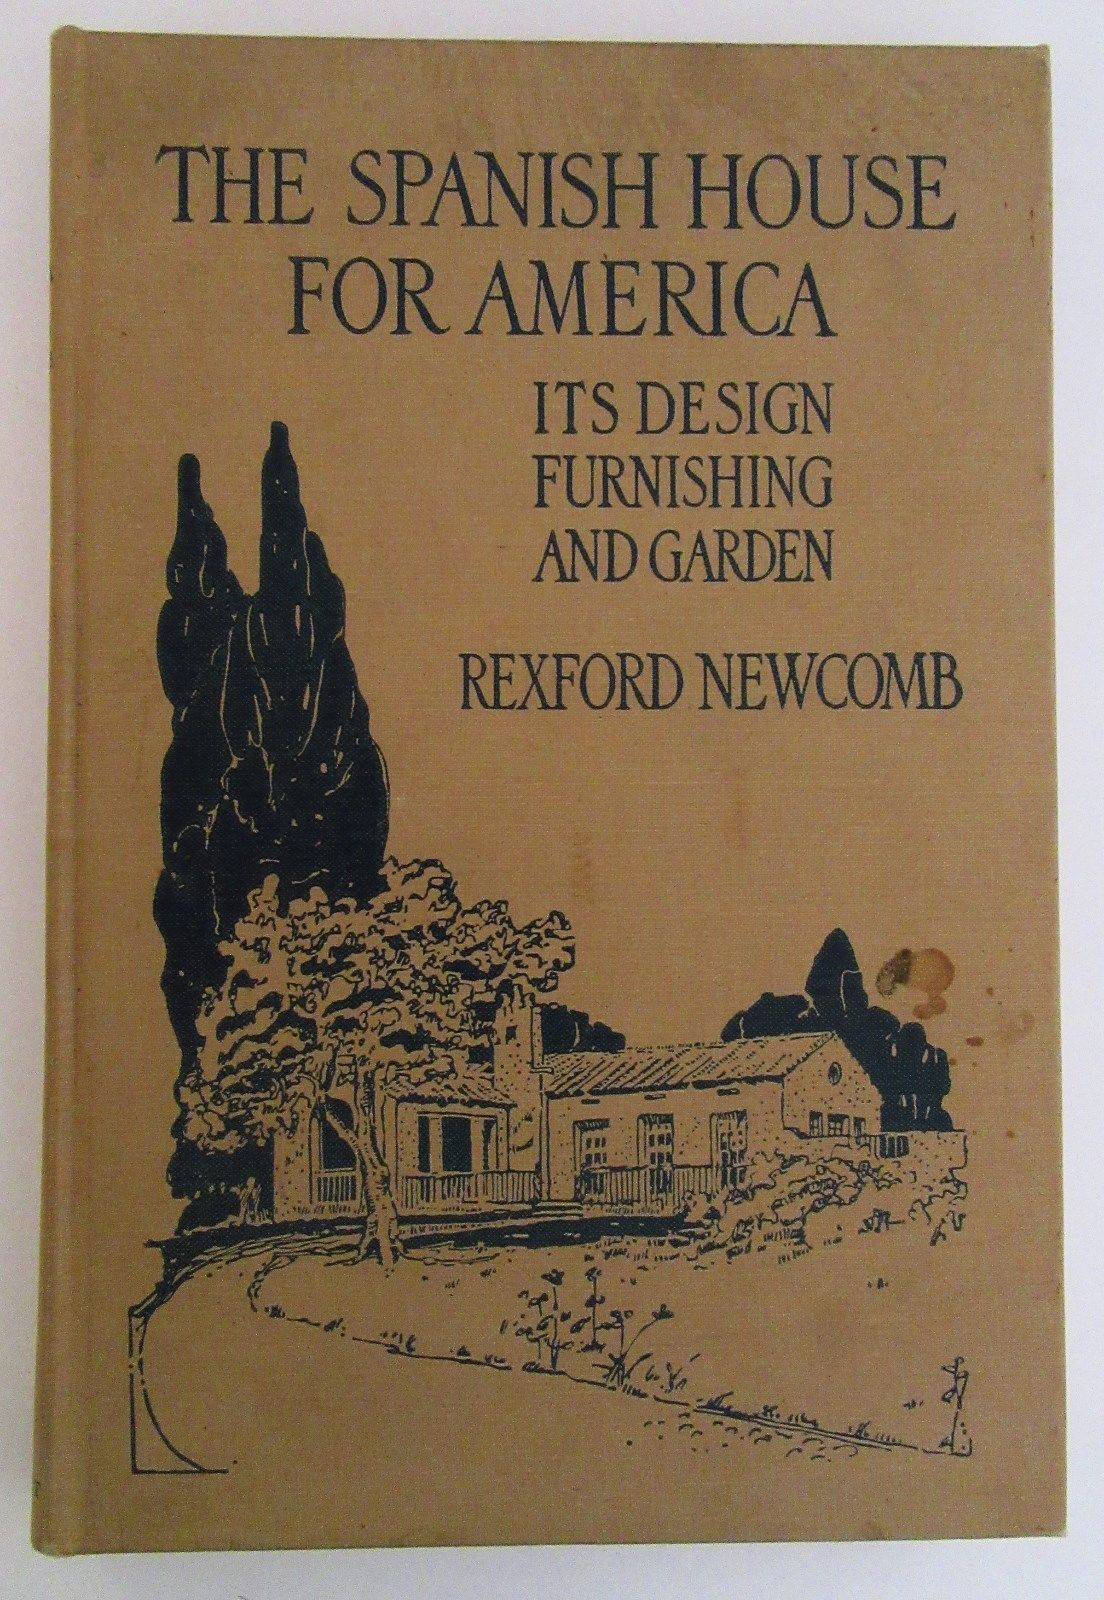 THE SPANISH HOUSE
FOR AMERICA
ITS DESIGN
FURNISHING
AND GARDEN
REXFORD NEWCOMB